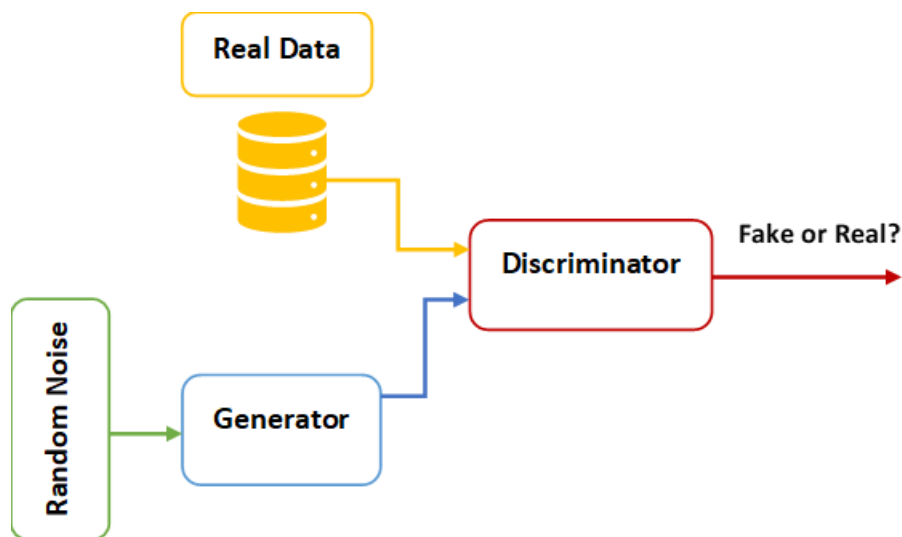 Real Data
Discriminator
Fake or Real?
Random Noise
Generator